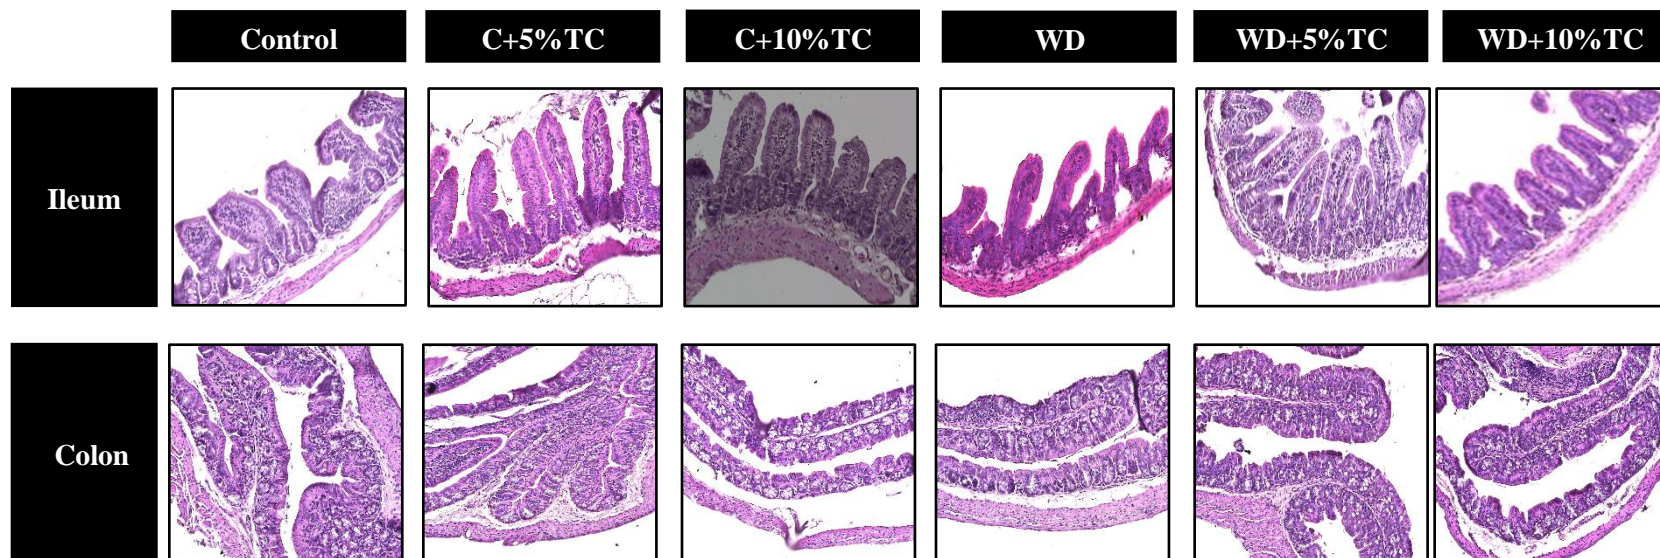 Control
C+5%TC
C+10%TC
WD
WD+5%TC
WD+10%TC
Ileum
Colon